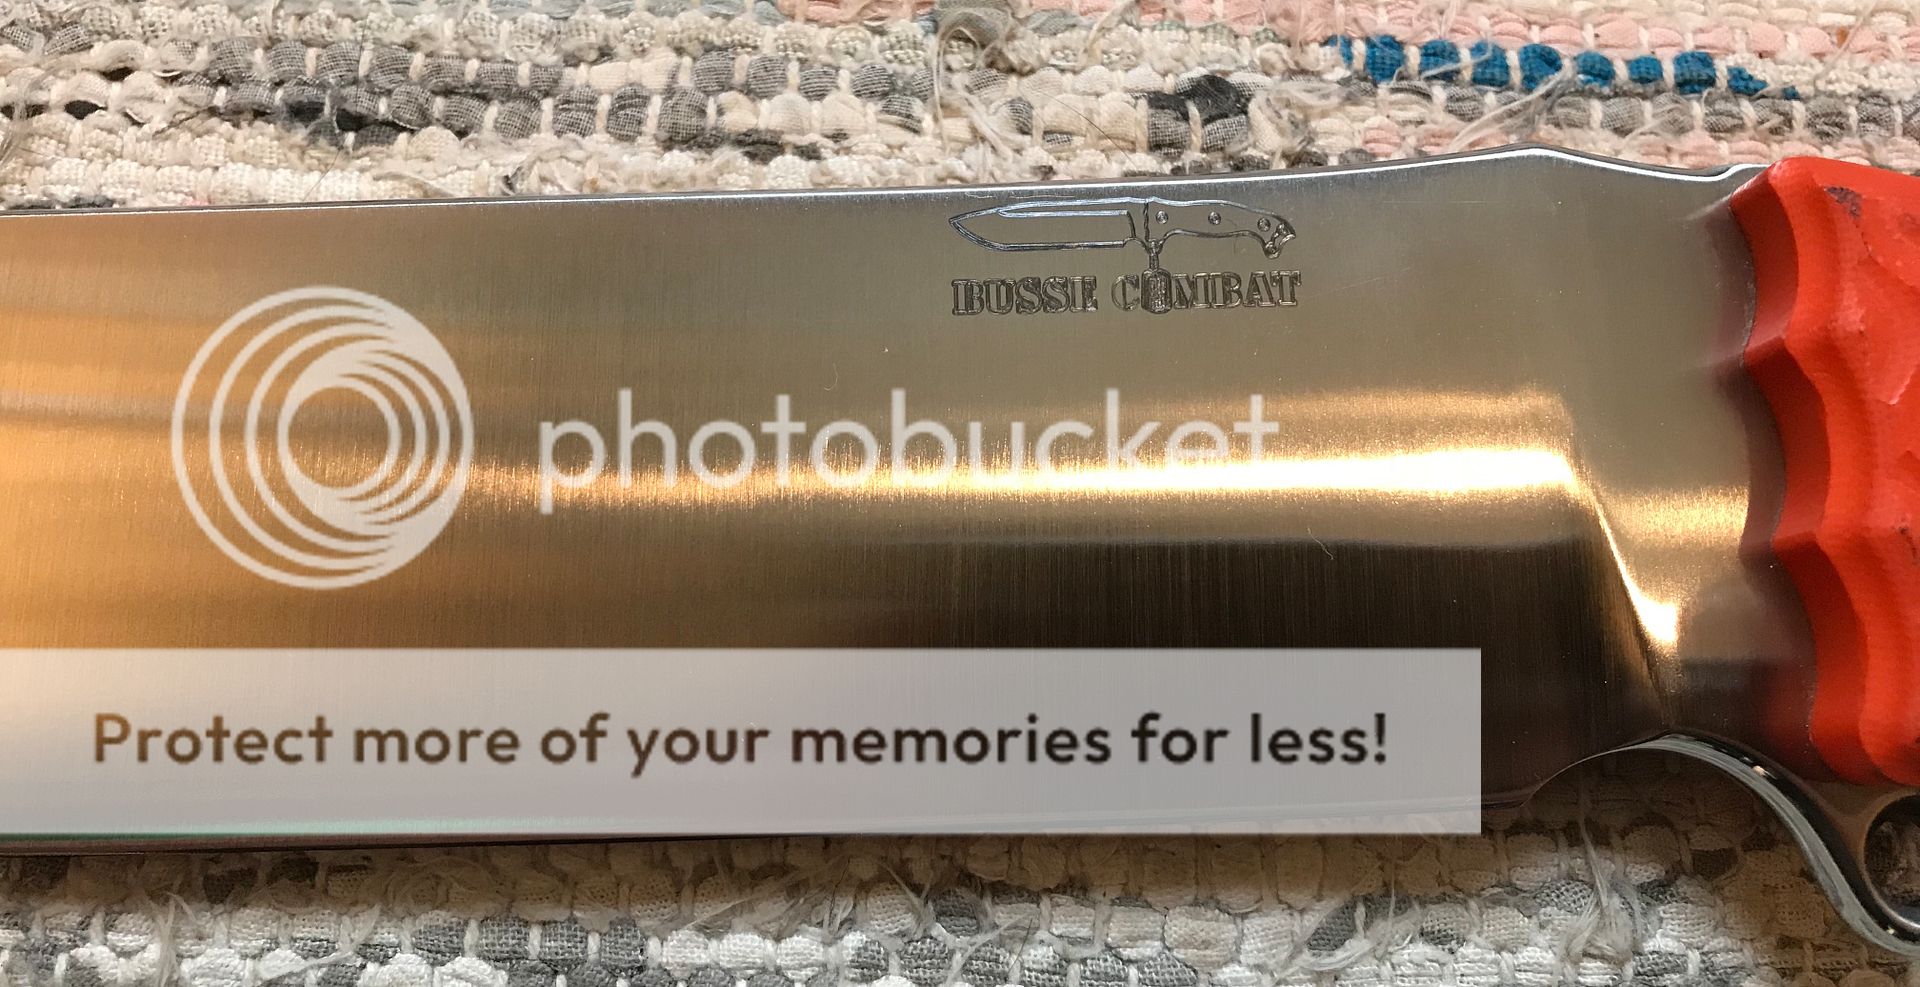 BUSSE COMBAT
photobucket
Protect more of your memories for less!